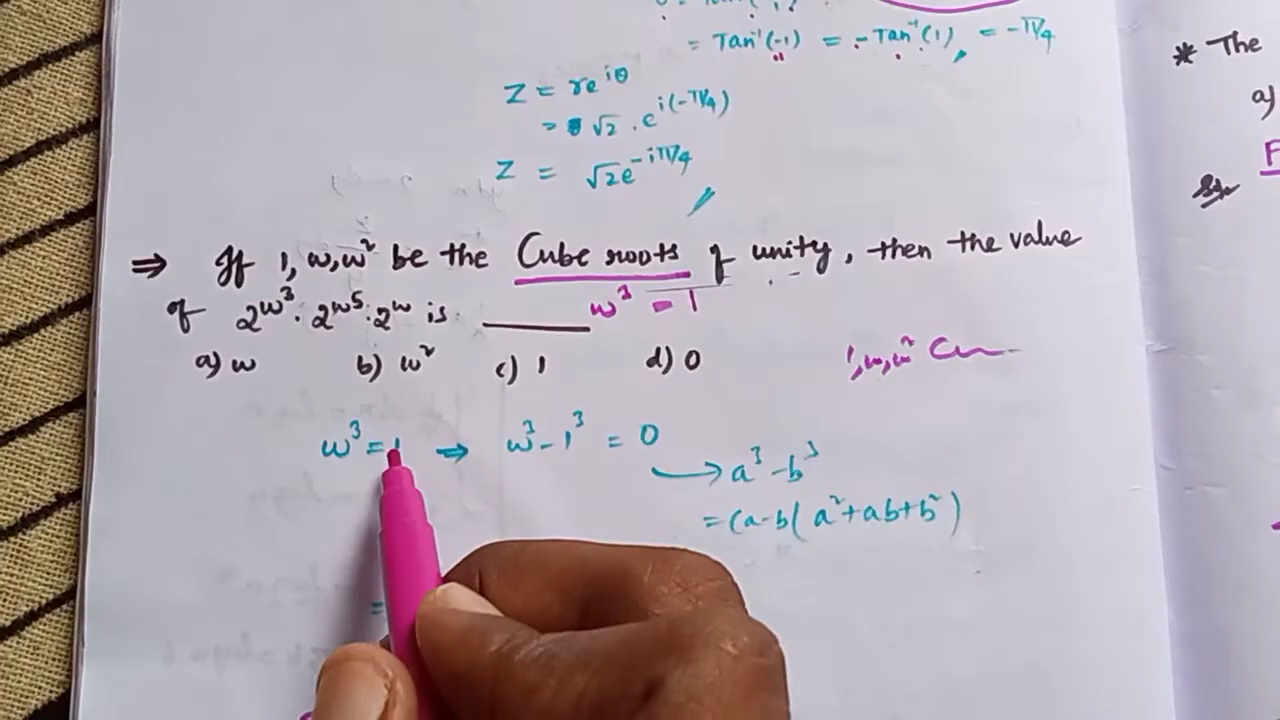 = Tan⁻¹(-1) = -Tan⁻¹(1) = -π/4
Z = re^{iθ}
= √2 . e^{i(-π/4)}
Z = √2e^{-iπ/4}
⇒ If 1, ω, ω² be the Cube roots of unity, then the value
of 2^{ω³} . 2^{ω⁵} . 2^{ω} is ______ ω³ = 1
a) ω b) ω² c) 1 d) 0
1, ω, ω²
ω³ = 1 → ω³ - 1³ = 0
→ a³ - b³
= (a-b( a²+ab+b²)
=
* The
a)